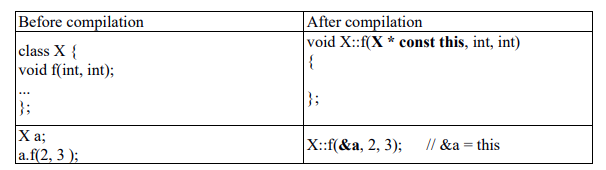 Before compilation
After compilation
class X {
void f(int, int);
...
};
void X::f(X * const this, int, int)
{
};
X a;
a.f(2, 3 );
X::f(&a, 2, 3); // &a = this